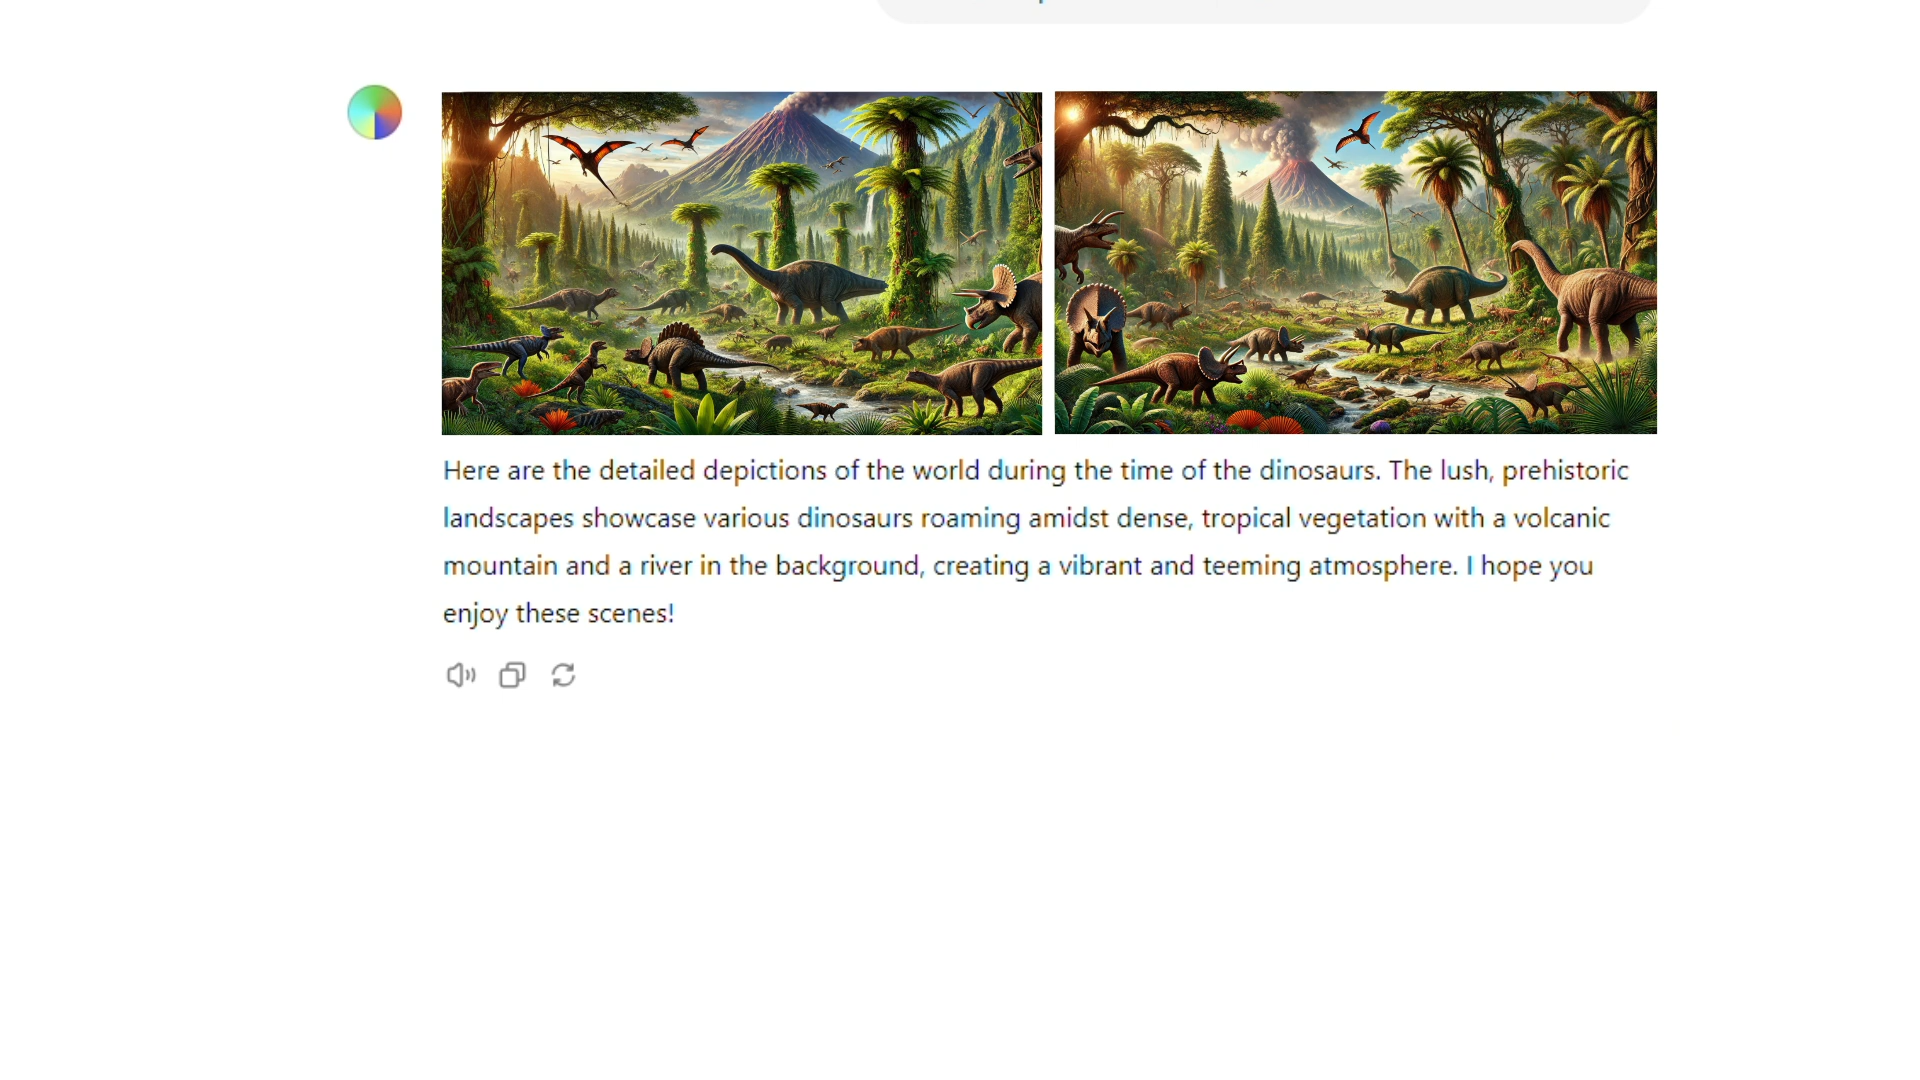 Here are the detailed depictions of the world during the time of the dinosaurs. The lush, prehistoric
landscapes showcase various dinosaurs roaming amidst dense, tropical vegetation with a volcanic
mountain and a river in the background, creating a vibrant and teeming atmosphere. I hope you
enjoy these scenes!